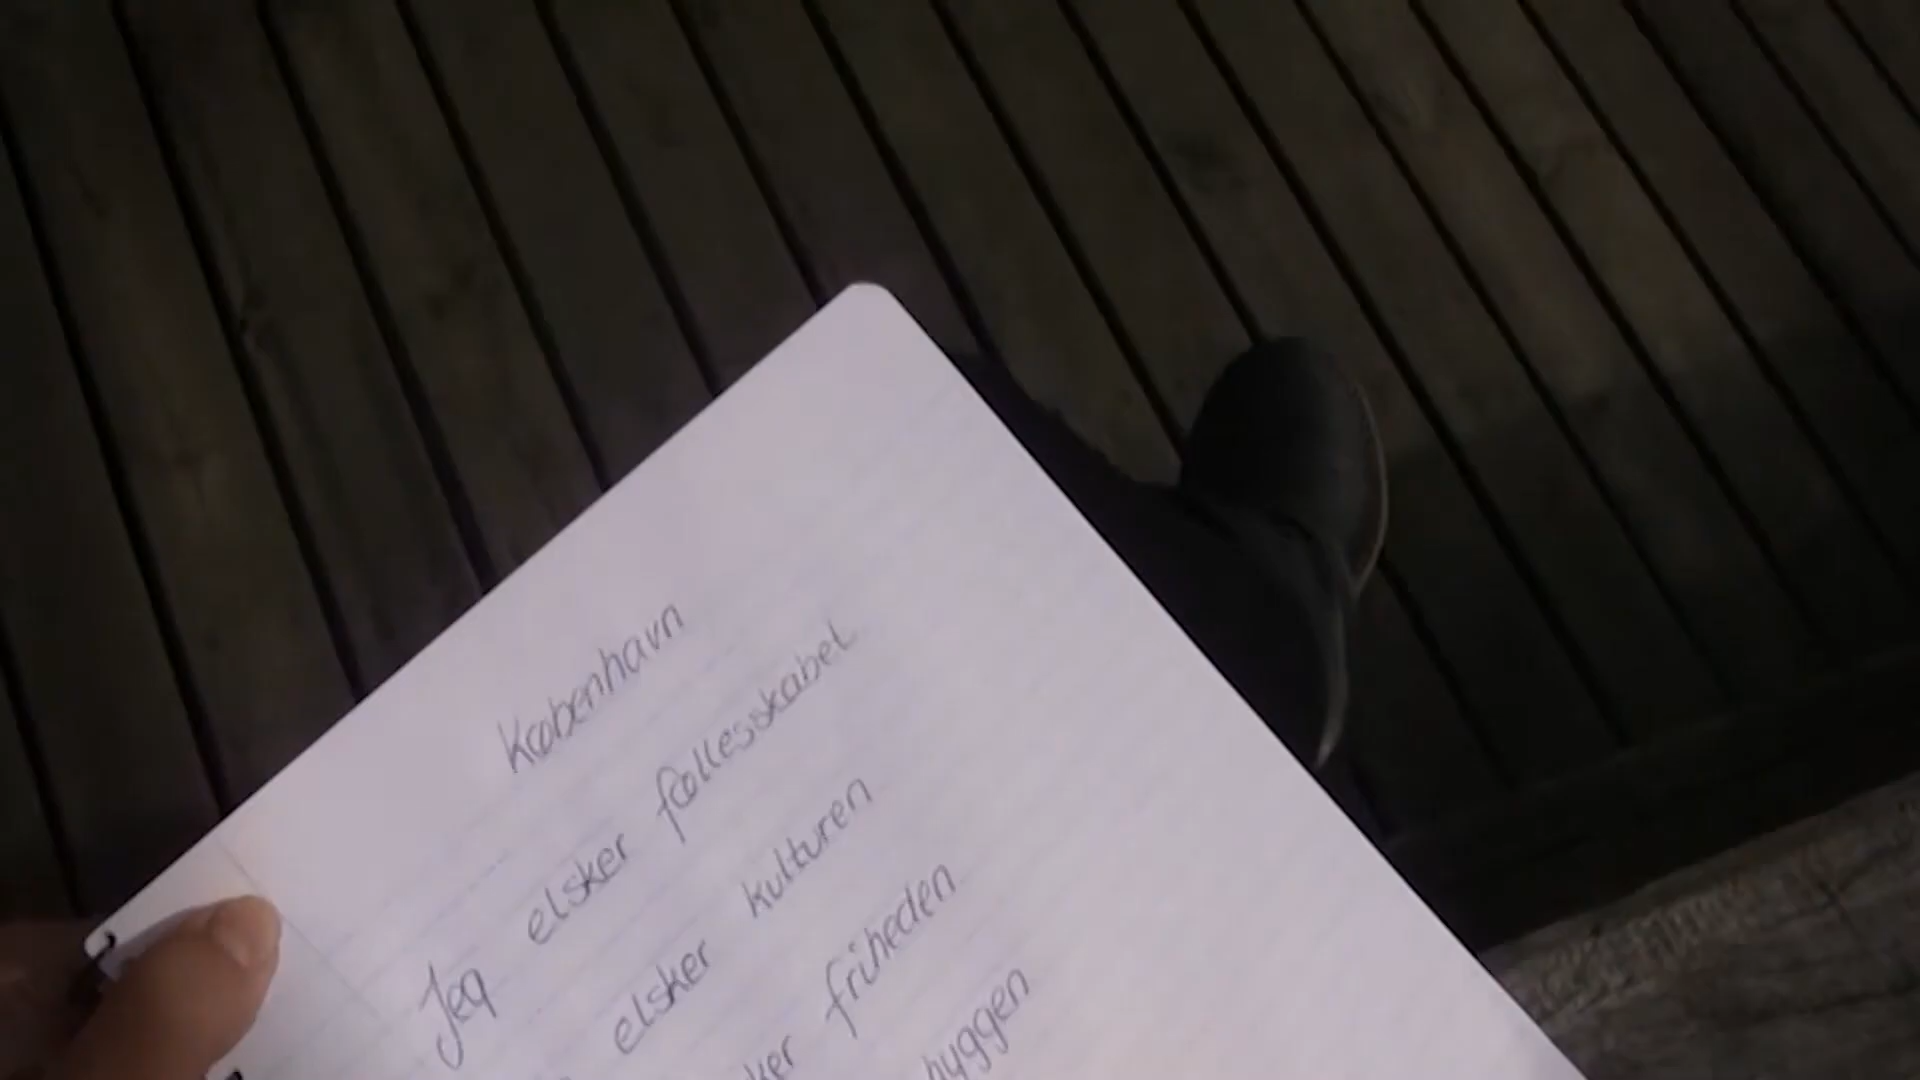 København
Jeg elsker fællesskabet
elsker kulturen
friheden
hyggen